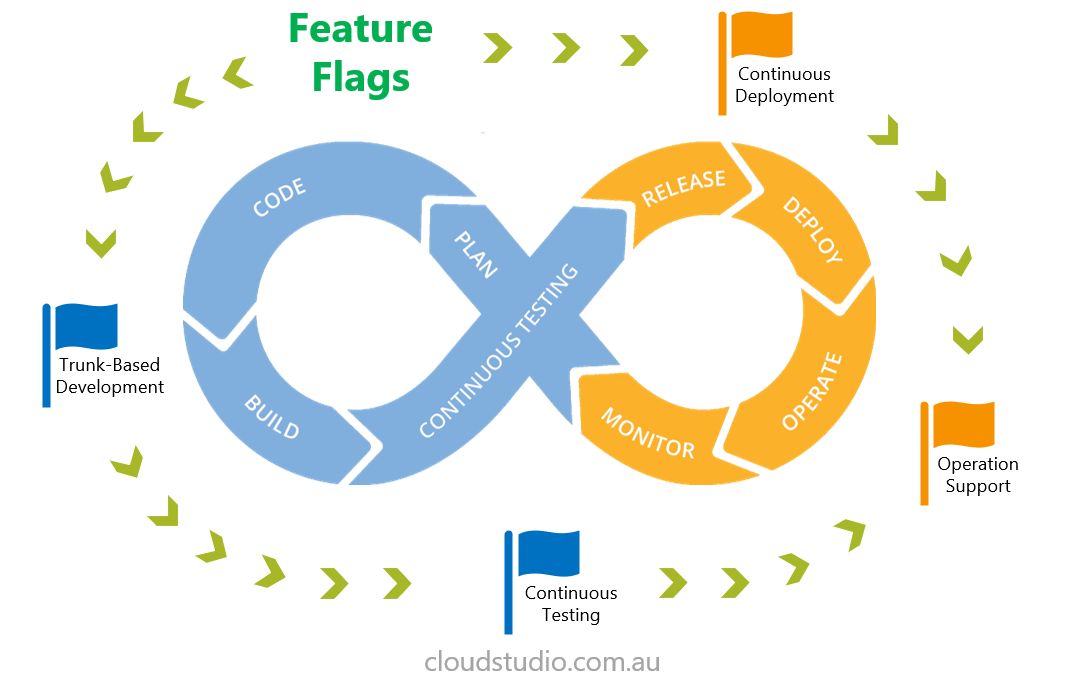 Feature
Flags
Continuous
Deployment
CODE
PLAN
RELEASE
DEPLOY
Trunk-Based
Development
BUILD
CONTINUOUS TESTING
MONITOR
OPERATE
Operation
Support
Continuous
Testing
cloudstudio.com.au